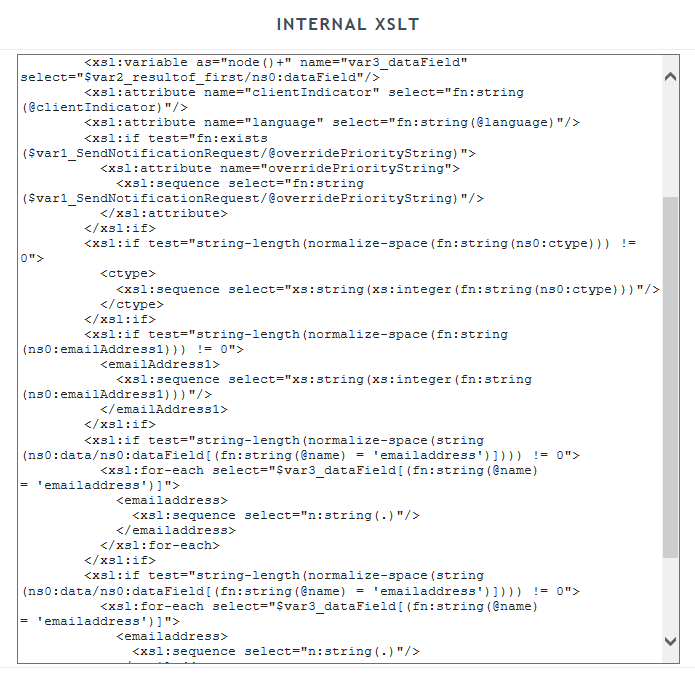 INTERNAL XSLT
<xsl:variable as="node()+" name="var3_dataField"
select="$var2_resultof_first/ns0:dataField"/>
<xsl:attribute name="clientIndicator" select="fn:string
(@clientIndicator)"/>
<xsl:attribute name="language" select="fn:string(@language)"/>
<xsl:if test="fn:exists
($var1_SendNotificationRequest/@overridePriorityString)">
<xsl:attribute name="overridePriorityString">
<xsl:sequence select="fn:string
($var1_SendNotificationRequest/@overridePriorityString)"/>
</xsl:attribute>
</xsl:if>
<xsl:if test="string-length(normalize-space(fn:string(ns0:ctype))) !=
0">
<ctype>
<xsl:sequence select="xs:string(xs:integer(fn:string(ns0:ctype)))"/>
</ctype>
</xsl:if>
<xsl:if test="string-length(normalize-space(fn:string
(ns0:emailAddress1))) != 0">
<emailAddress1>
<xsl:sequence select="xs:string(xs:integer(fn:string
(ns0:emailAddress1)))"/>
</emailAddress1>
</xsl:if>
<xsl:if test="string-length(normalize-space(string
(ns0:data/ns0:dataField[(fn:string(@name) = 'emailaddress')]))) != 0">
<xsl:for-each select="$var3_dataField[(fn:string(@name)
= 'emailaddress')]">
<emailaddress>
<xsl:sequence select="n:string(.)"/>
</emailaddress>
</xsl:for-each>
</xsl:if>
<xsl:if test="string-length(normalize-space(string
(ns0:data/ns0:dataField[(fn:string(@name) = 'emailaddress')]))) != 0">
<xsl:for-each select="$var3_dataField[(fn:string(@name)
= 'emailaddress')]">
<emailaddress>
<xsl:sequence select="n:string(.)"/>